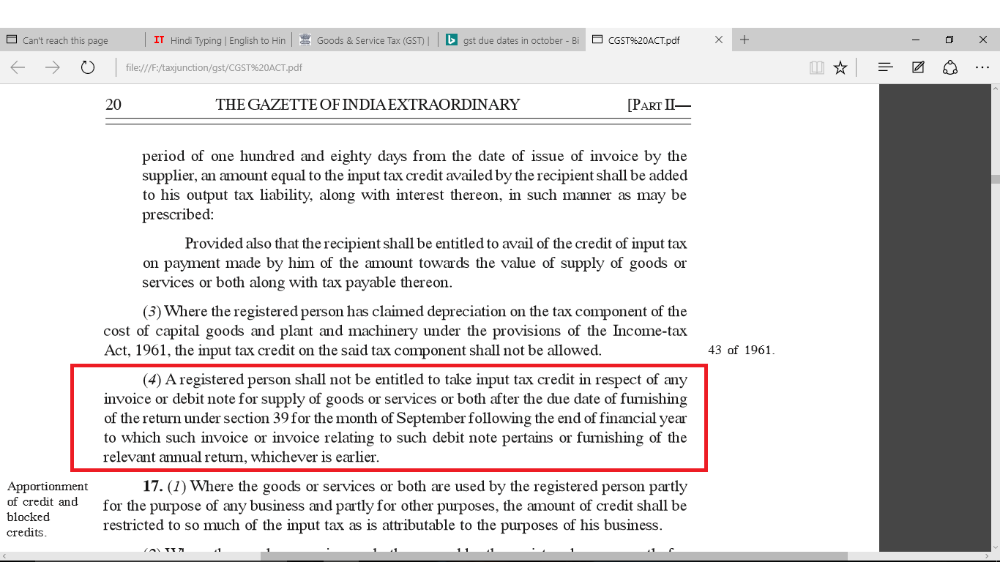 Can't reach this page
IT Hindi Typing | English to Hin
Goods & Service Tax (GST) |
b gst due dates in october - Bi
CGST%20ACT.pdf
file:///F:/taxjunction/gst/CGST%20ACT.pdf
20 THE GAZETTE OF INDIA EXTRAORDINARY [PART II—
period of one hundred and eighty days from the date of issue of invoice by the
supplier, an amount equal to the input tax credit availed by the recipient shall be added
to his output tax liability, along with interest thereon, in such manner as may be
prescribed:
Provided also that the recipient shall be entitled to avail of the credit of input tax
on payment made by him of the amount towards the value of supply of goods or
services or both along with tax payable thereon.
(3) Where the registered person has claimed depreciation on the tax component of the
cost of capital goods and plant and machinery under the provisions of the Income-tax
Act, 1961, the input tax credit on the said tax component shall not be allowed.
43 of 1961.
(4) A registered person shall not be entitled to take input tax credit in respect of any
invoice or debit note for supply of goods or services or both after the due date of furnishing
of the return under section 39 for the month of September following the end of financial year
to which such invoice or invoice relating to such debit note pertains or furnishing of the
relevant annual return, whichever is earlier.
Apportionment
of credit and
blocked
credits.
17. (1) Where the goods or services or both are used by the registered person partly
for the purpose of any business and partly for other purposes, the amount of credit shall be
restricted to so much of the input tax as is attributable to the purposes of his business.